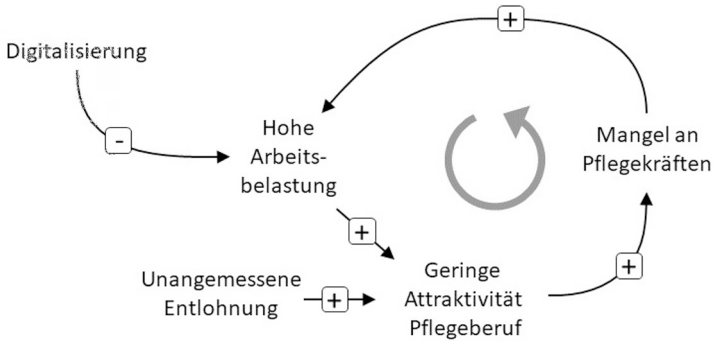 Digitalisierung
+
-
Hohe
Arbeits-
belastung
Mangel an
Pflegekräften
+
Unangemessene
Entlohnung
+
Geringe
Attraktivität
Pflegeberuf
+